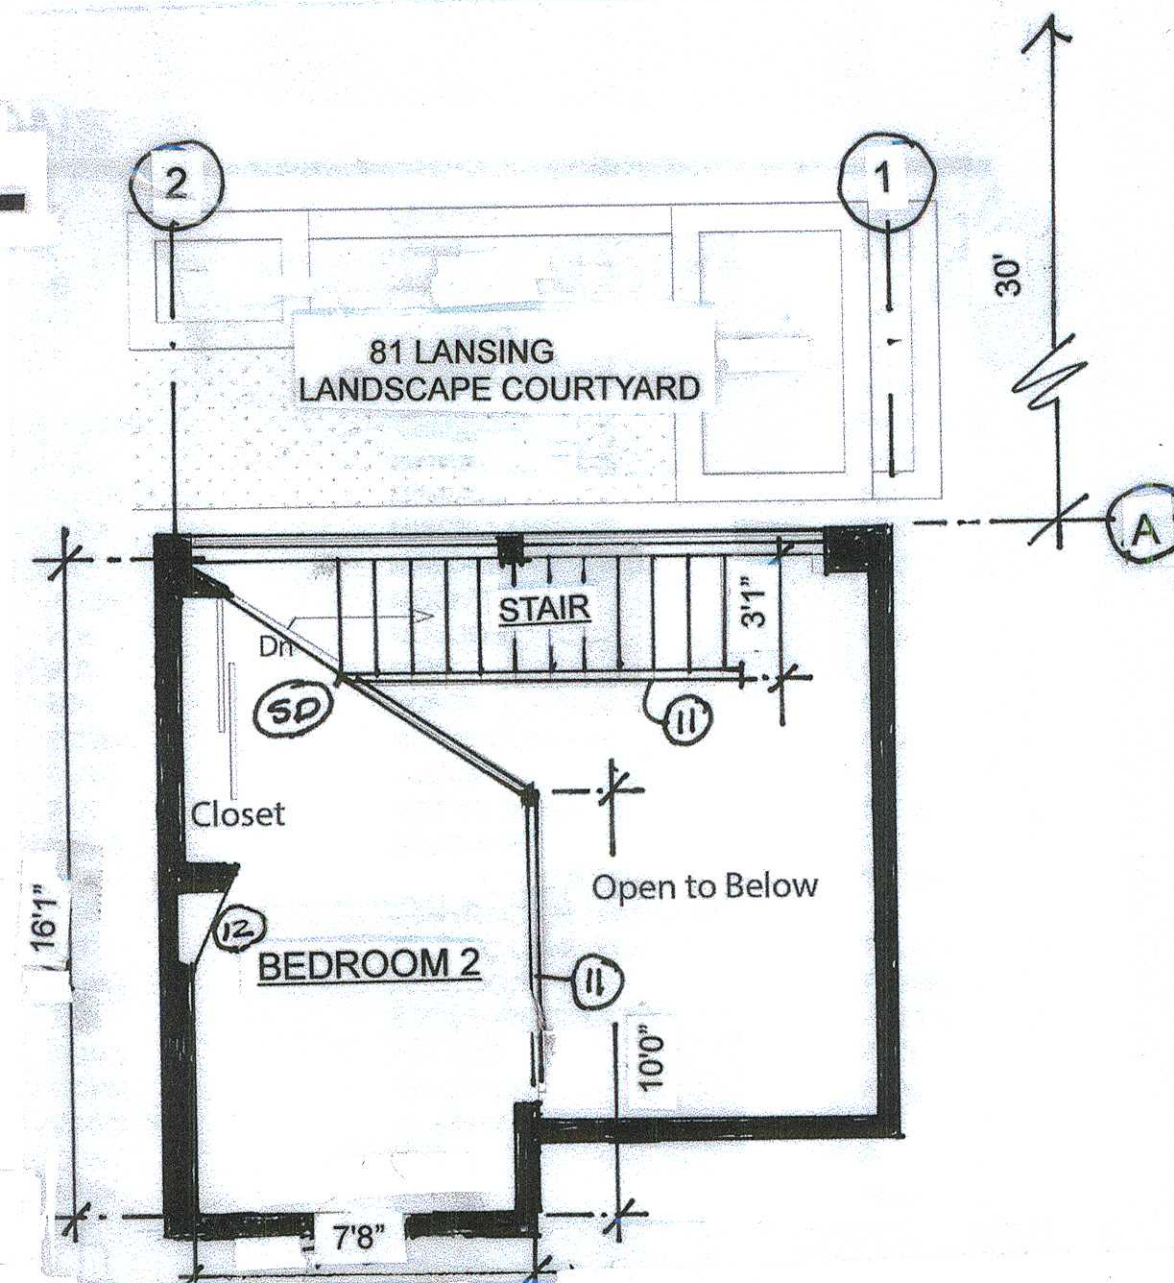 2
1
30'
81 LANSING
LANDSCAPE COURTYARD
A
STAIR
3'1"
Dn
SD
11
Closet
Open to Below
16'1"
12
BEDROOM 2
11
10'0"
7'8"